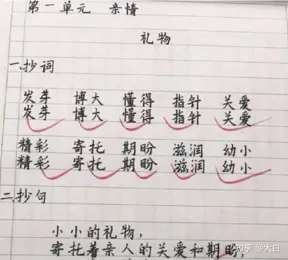 第一单元 亲情
礼物
一.抄词
发芽 博大 懂得 指针 关爱
发芽 博大 懂得 指针 关爱
精彩 寄托 期盼 滋润 幼小
精彩 寄托 期盼 滋润 幼小
二.抄句
小小的礼物,
寄托着亲人的关爱和期盼,
知乎 @大白